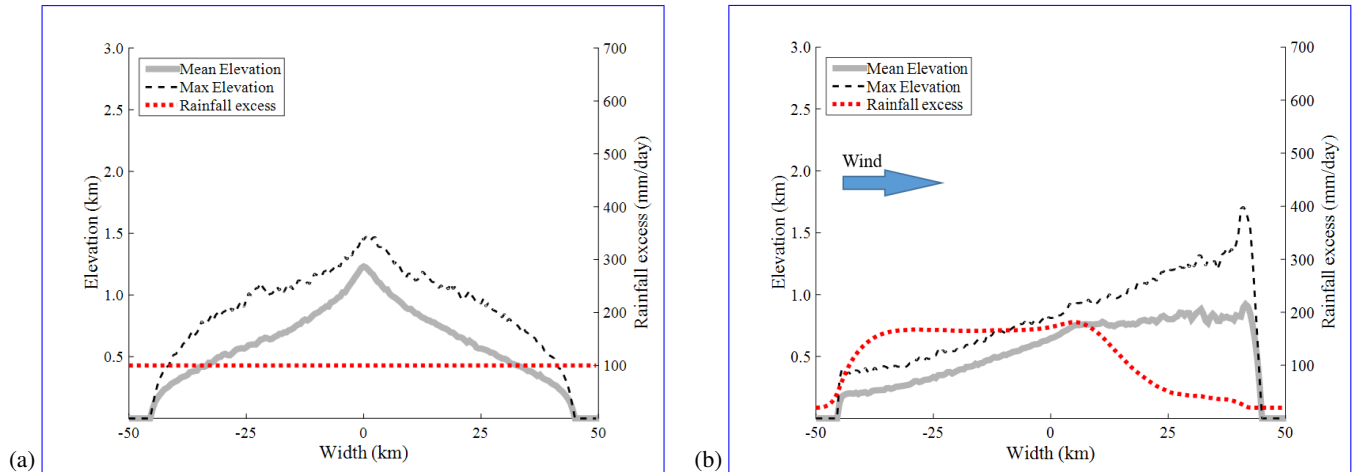 3.0
2.5
2.0
1.5
1.0
0.5
Elevation (km)
Mean Elevation
Max Elevation
Rainfall excess
700
600
500
400
300
200
100
Rainfall excess (mm/day)
-50
-25
0
25
50
Width (km)
(a)
3.0
2.5
2.0
1.5
1.0
0.5
Elevation (km)
Mean Elevation
Max Elevation
Rainfall excess
Wind
700
600
500
400
300
200
100
Rainfall excess (mm/day)
-50
-25
0
25
50
Width (km)
(b)